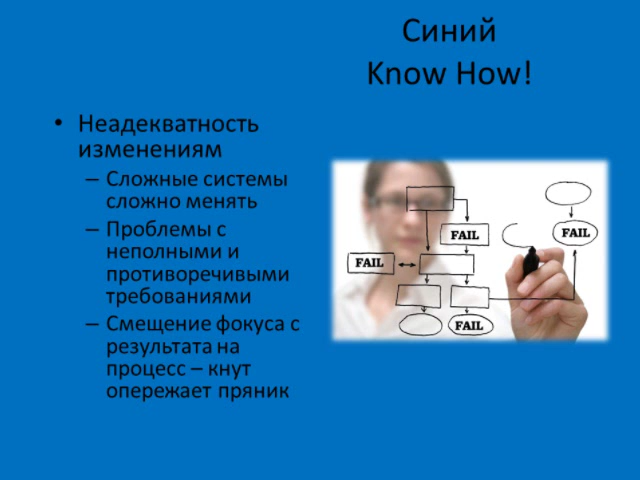 Синий
Know How!
• Неадекватность
изменениям
– Сложные системы
сложно менять
– Проблемы с
неполными и
противоречивыми
требованиями
– Смещение фокуса с
результата на
процесс – кнут
опережает пряник
FAIL
FAIL
FAIL
FAIL